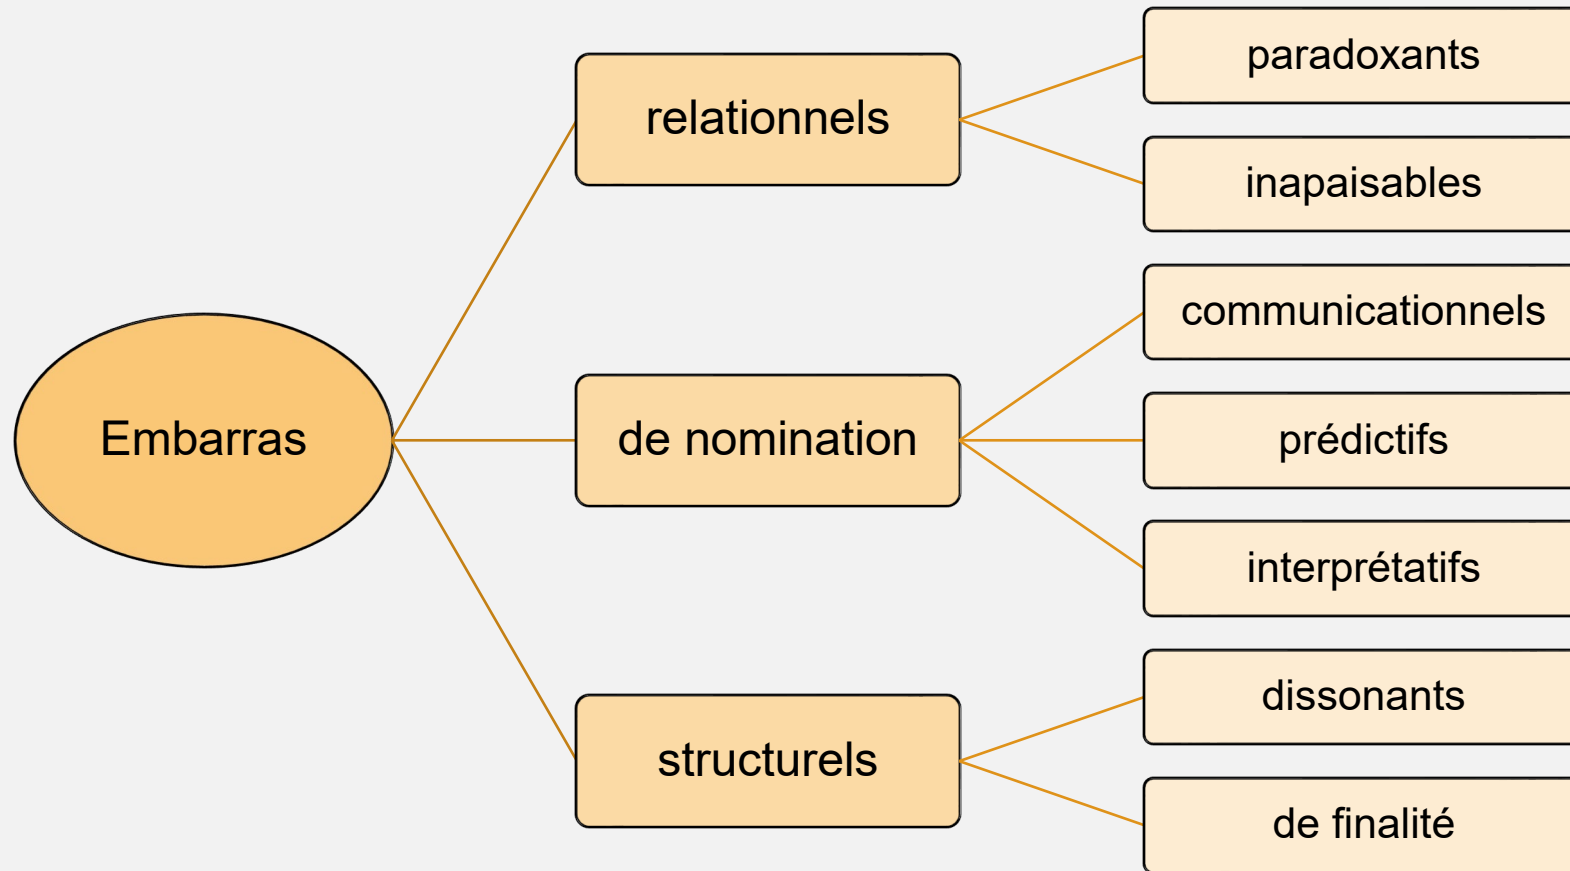 Embarras
relationnels
paradoxants
inapaisables
de nomination
communicationnels
prédictifs
interprétatifs
structurels
dissonants
de finalité